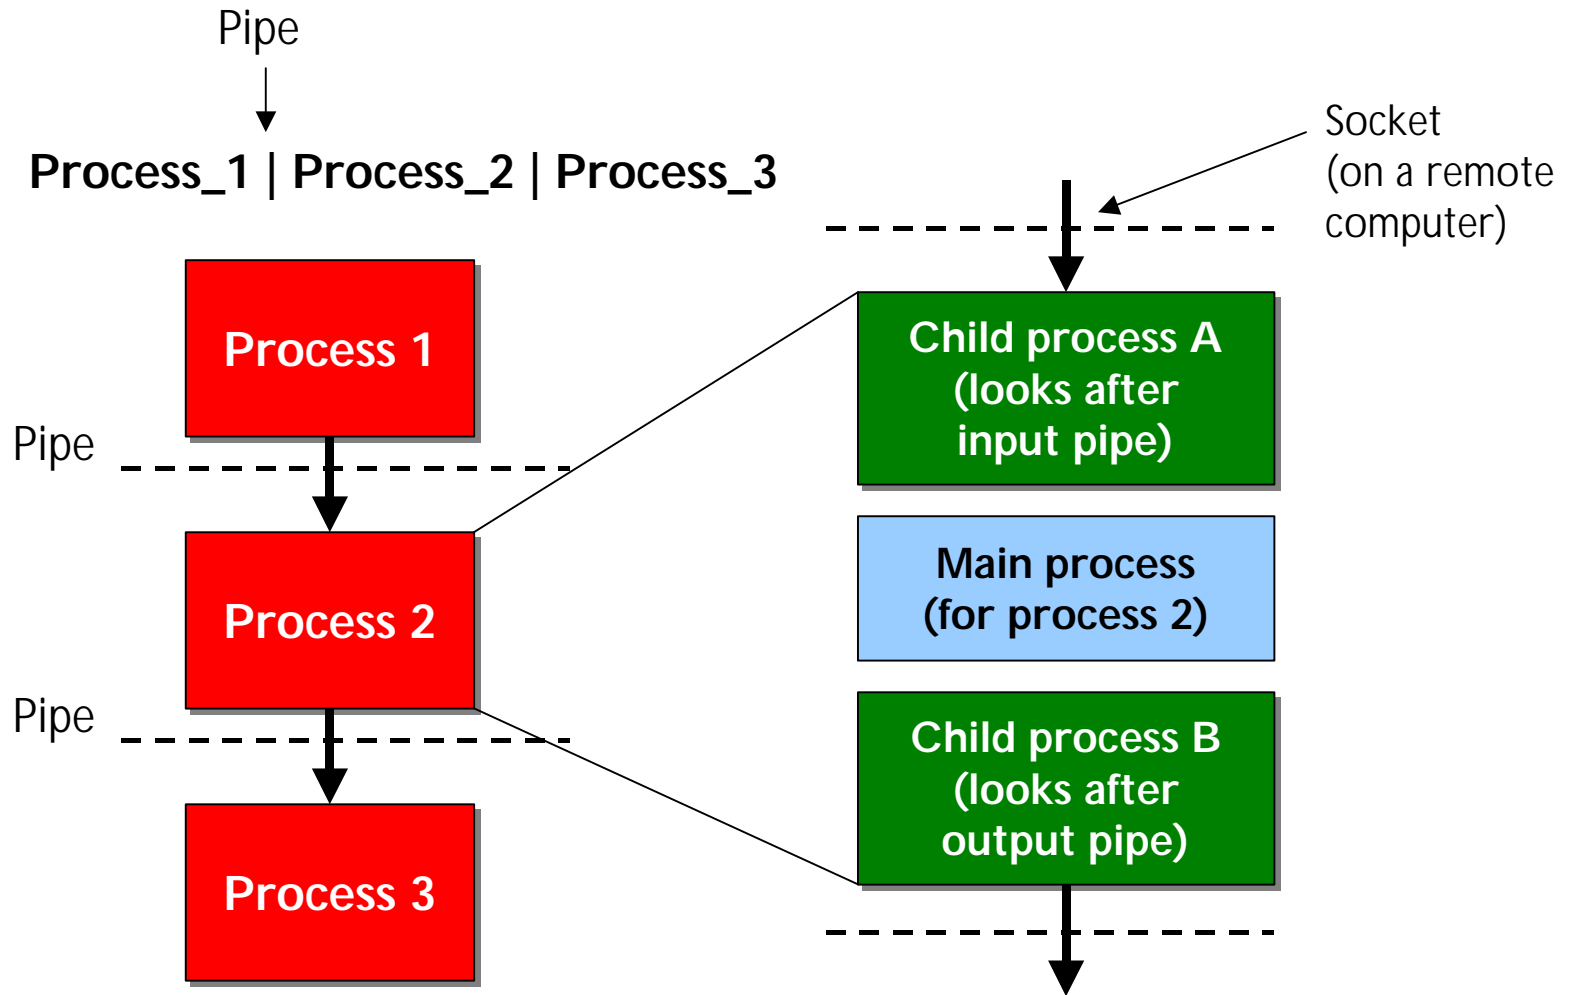 Pipe
Process_1 | Process_2 | Process_3
Socket
(on a remote
computer)
Process 1
Pipe
Process 2
Pipe
Process 3
Child process A
(looks after
input pipe)
Main process
(for process 2)
Child process B
(looks after
output pipe)